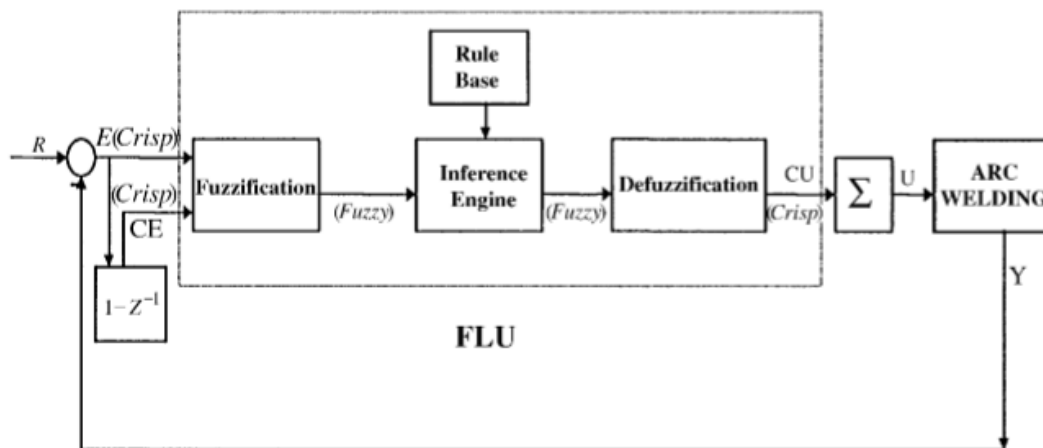 Rule
Base
R
E(Crisp)
(Crisp)
CE
1-Z⁻¹
Fuzzification
(Fuzzy)
Inference
Engine
(Fuzzy)
Defuzzification
CU
(Crisp)
Σ
U
ARC
WELDING
Y
FLU